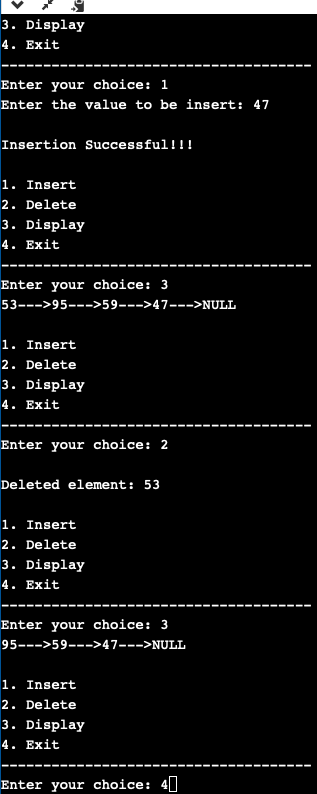 3. Display
4. Exit
--------------------------------------
Enter your choice: 1
Enter the value to be insert: 47
Insertion Successful!!!
1. Insert
2. Delete
3. Display
4. Exit
--------------------------------------
Enter your choice: 3
53--->95--->59--->47--->NULL
1. Insert
2. Delete
3. Display
4. Exit
--------------------------------------
Enter your choice: 2
Deleted element: 53
1. Insert
2. Delete
3. Display
4. Exit
--------------------------------------
Enter your choice: 3
95--->59--->47--->NULL
1. Insert
2. Delete
3. Display
4. Exit
--------------------------------------
Enter your choice: 4